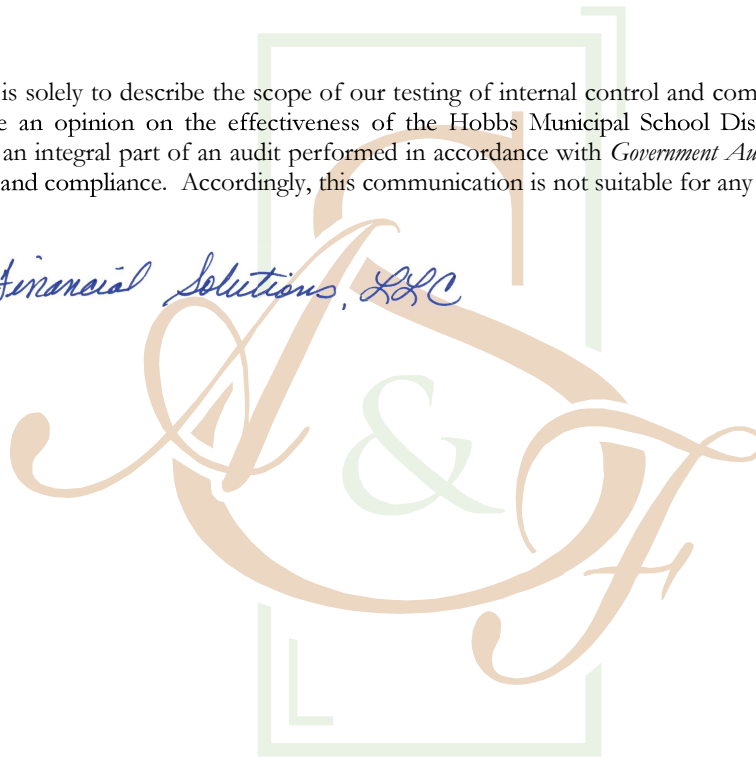 is solely to describe the scope of our testing of internal control and com
e an opinion on the effectiveness of the Hobbs Municipal School Dis
an integral part of an audit performed in accordance with Government Au
and compliance. Accordingly, this communication is not suitable for any
Financial Solutions, LLC
A & F S